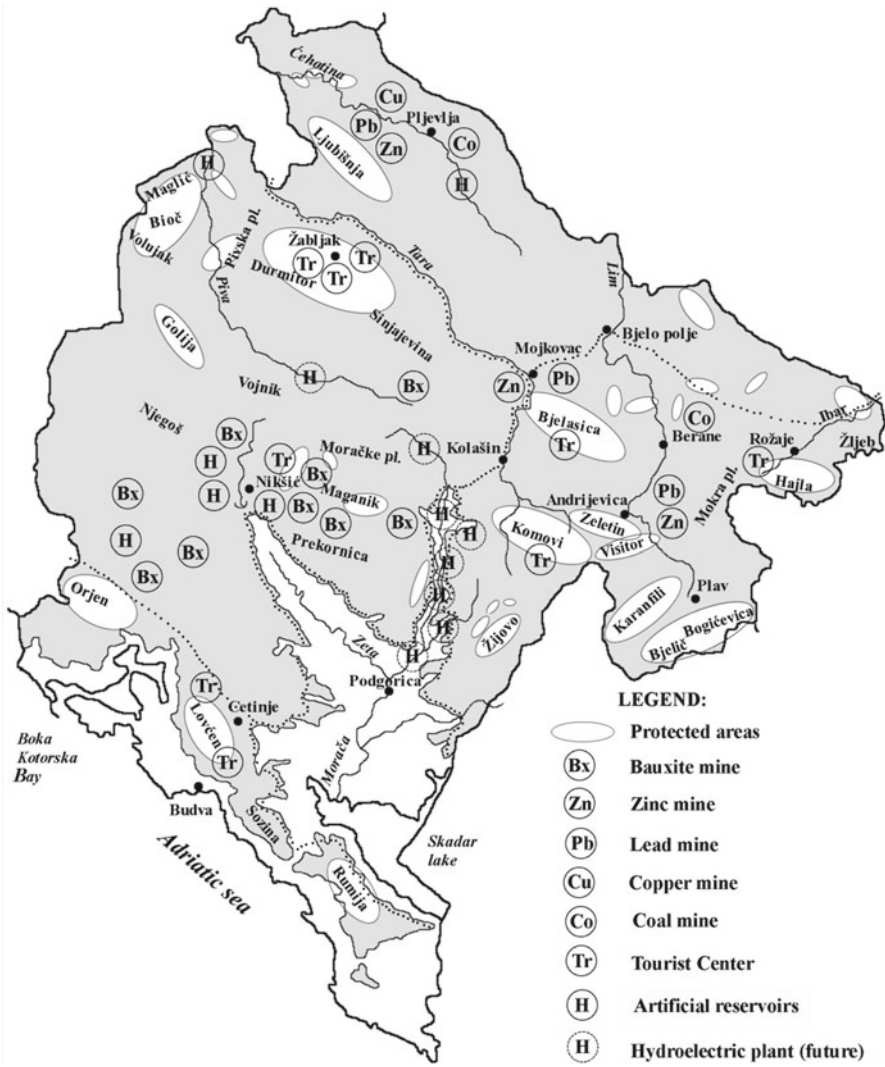 Ćehotina
Cu
Pljevlja
Pb
Zn
Co
H
Ljubišnja
H
Maglić
Bioč
Volujak
Pivska pl.
Piva
Žabljak
Tr
Tr
Tr
Durmitor
Tara
Sinjajevina
Golija
Lim
Bjelo polje
Mojkovac
Vojnik
H
Bx
Zn
Pb
Bjelasica
Tr
Co
Berane
Ibar
Rožaje
Žljeb
Tr
Hajla
Mokra pl.
Njegoš
Bx
H
H
Bx
Nikšić
Tr
Bx
Moračke pl.
H
Kolašin
Maganik
H
Bx
Bx
Bx
Prekornica
H
Bx
Bx
H
H
H
H
H
H
Andrijevica
Pb
Zn
Zeletin
Visitor
Komovi
Tr
Plav
Karanfili
Bogićevica
Bjelič
Žijovo
Orjen
Zeta
Podgorica
Tr
Cetinje
Lovćen
Tr
Morača
Boka
Kotorska
Bay
Budva
Sozina
Adriatic sea
Skadar
lake
Rumija
LEGEND:
Protected areas
Bx Bauxite mine
Zn Zinc mine
Pb Lead mine
Cu Copper mine
Co Coal mine
Tr Tourist Center
H Artificial reservoirs
H Hydroelectric plant (future)